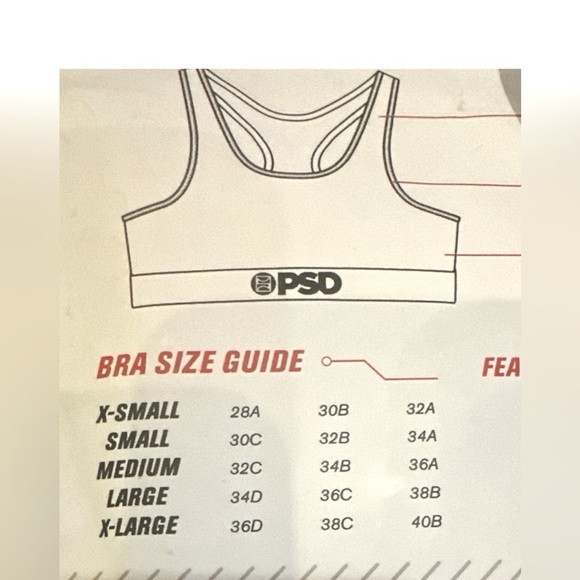 PSD
BRA SIZE GUIDE
FEA
X-SMALL 28A 30B 32A
SMALL 30C 32B 34A
MEDIUM 32C 34B 36A
LARGE 34D 36C 38B
X-LARGE 36D 38C 40B